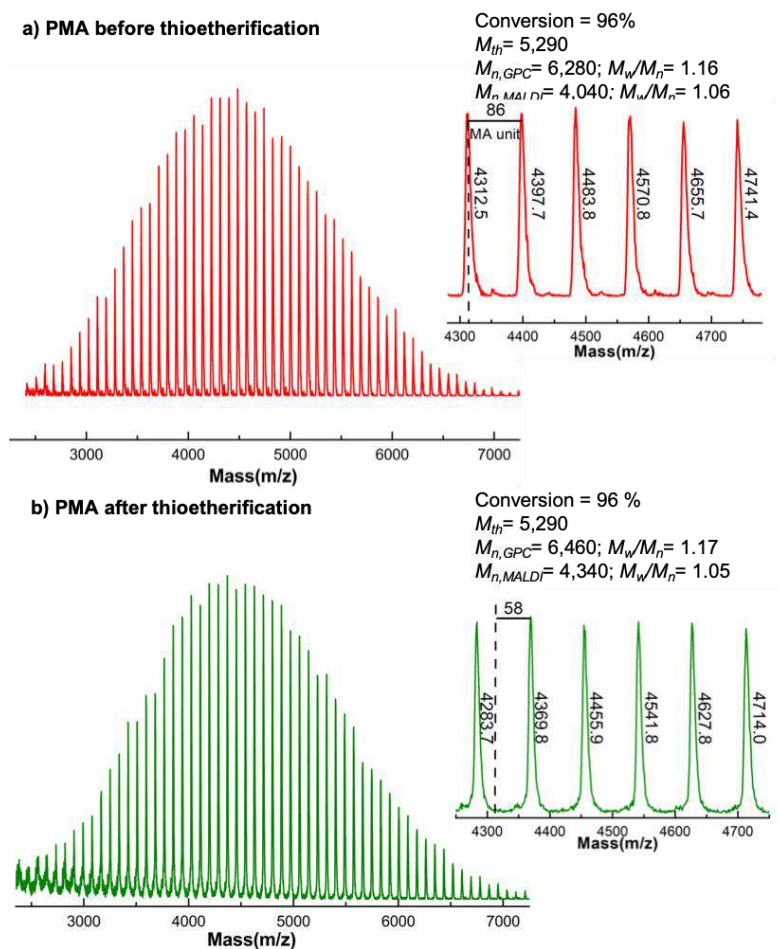 a) PMA before thioetherification
Conversion = 96%
Mth= 5,290
Mn,GPC= 6,280; Mw/Mn= 1.16
Mn,MALDI= 4,040; Mw/Mn= 1.06
86
MA unit
4312.5
4397.7
4483.8
4570.8
4655.7
4741.4
4300 4400 4500 4600 4700
Mass(m/z)
3000 4000 5000 6000 7000
Mass(m/z)
b) PMA after thioetherification
Conversion = 96 %
Mth= 5,290
Mn,GPC= 6,460; Mw/Mn= 1.17
Mn,MALDI= 4,340; Mw/Mn= 1.05
58
4283.7
4369.8
4455.9
4541.8
4627.8
4714.0
4300 4400 4500 4600 4700
Mass(m/z)
3000 4000 5000 6000 7000
Mass(m/z)